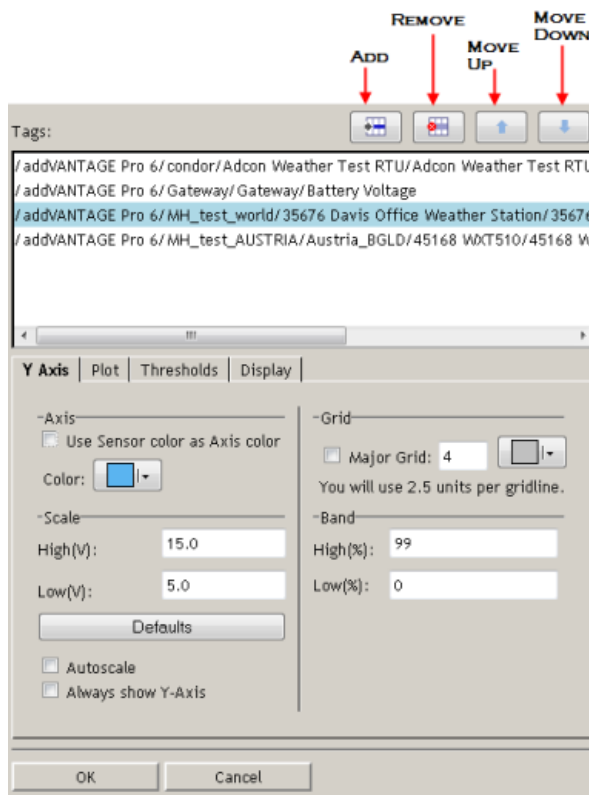 REMOVE
MOVE DOWN
ADD
MOVE UP
Tags:
/addVANTAGE Pro 6/condor/Adcon Weather Test RTU/Adcon Weather Test RTU
/addVANTAGE Pro 6/Gateway/Gateway/Battery Voltage
/addVANTAGE Pro 6/MH_test_world/35676 Davis Office Weather Station/3567
/addVANTAGE Pro 6/MH_test_AUSTRIA/Austria_BGLD/45168 WXT510/45168 W
Y Axis Plot Thresholds Display
Axis
Use Sensor color as Axis color
Color:
Scale
High(V): 15.0
Low(V): 5.0
Defaults
Autoscale
Always show Y-Axis
Grid
Major Grid: 4
You will use 2.5 units per gridline.
Band
High(%): 99
Low(%): 0
OK Cancel